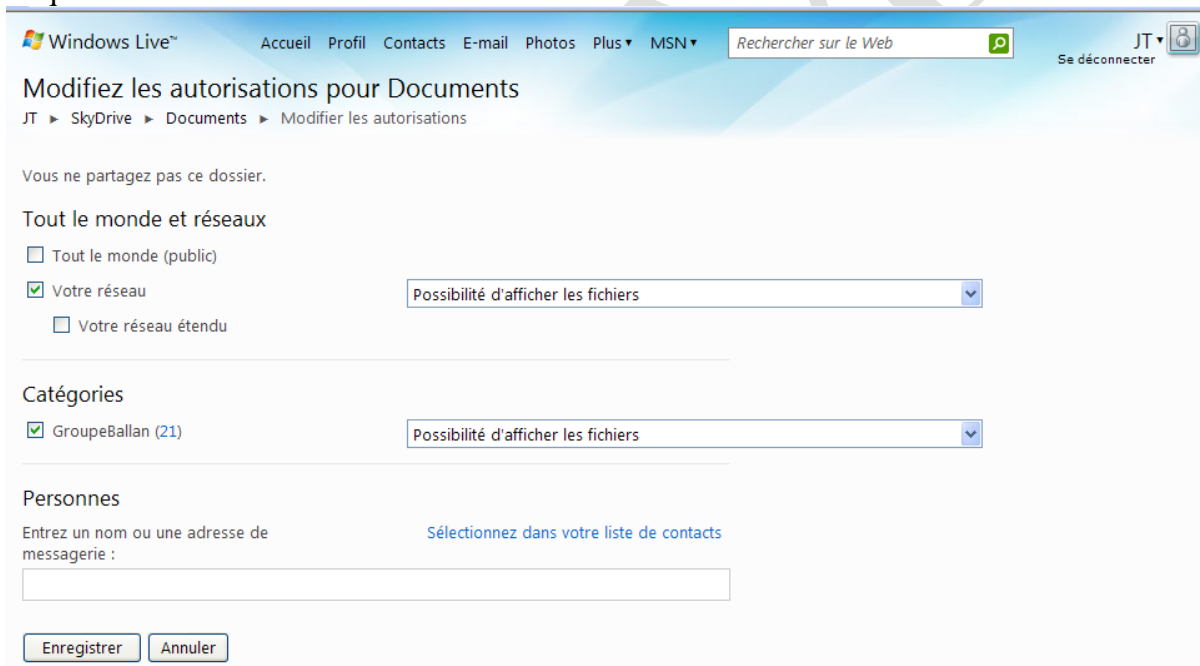 Windows Live™ Accueil Profil Contacts E-mail Photos Plus MSN Rechercher sur le Web JT
Se déconnecter
Modifiez les autorisations pour Documents
JT ► SkyDrive ► Documents ► Modifier les autorisations
Vous ne partagez pas ce dossier.
Tout le monde et réseaux
Tout le monde (public)
Votre réseau Possibilité d'afficher les fichiers
Votre réseau étendu
Catégories
GroupeBallan (21) Possibilité d'afficher les fichiers
Personnes
Entrez un nom ou une adresse de Sélectionnez dans votre liste de contacts
messagerie :
Enregistrer Annuler